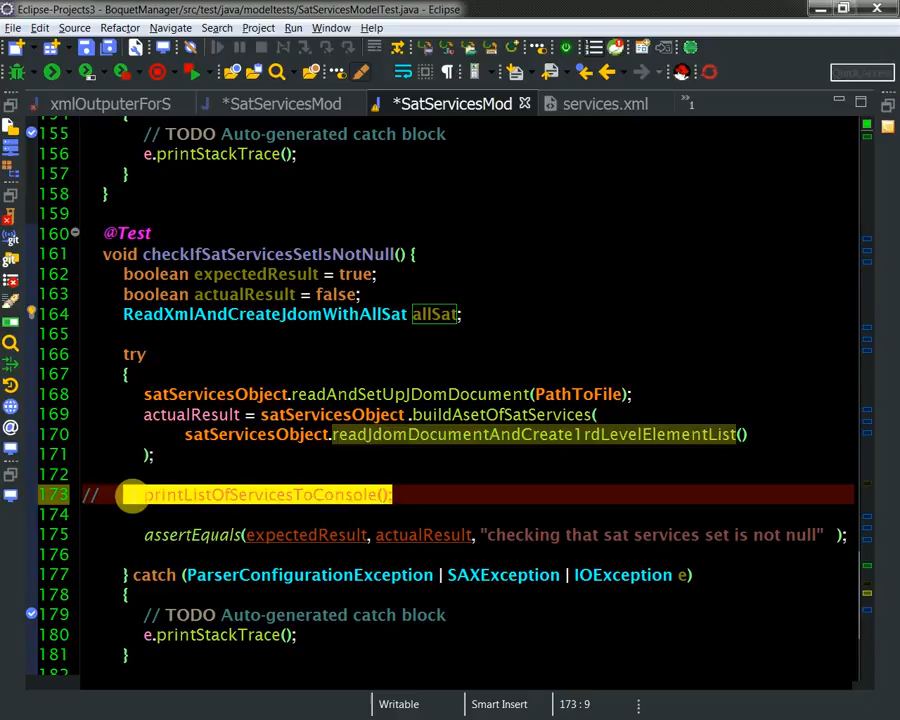 Eclipse-Projects3 - BoquetManager/src/test/java/modeltests/SatServicesModelTest.java - Eclipse
File Edit Source Refactor Navigate Search Project Run Window Help
Quick Access
xmlOutputerForS *SatServicesMod *SatServicesMod services.xml »1
155 // TODO Auto-generated catch block
156 e.printStackTrace();
157 }
158 }
159
160 @Test
161 void checkIfSatServicesSetIsNotNull() {
162 boolean expectedResult = true;
163 boolean actualResult = false;
164 ReadXmlAndCreateJdomWithAllSat allSat;
165
166 try
167 {
168 satServicesObject.readAndSetUpJDomDocument(PathToFile);
169 actualResult = satServicesObject .buildAsetOfSatServices(
170 satServicesObject.readJdomDocumentAndCreate1rdLevelElementList()
171 );
172
173 // printListOfServicesToConsole();
174
175 assertEquals(expectedResult, actualResult, "checking that sat services set is not null" );
176
177 } catch (ParserConfigurationException | SAXException | IOException e)
178 {
179 // TODO Auto-generated catch block
180 e.printStackTrace();
181 }
Writable Smart Insert 173 : 9